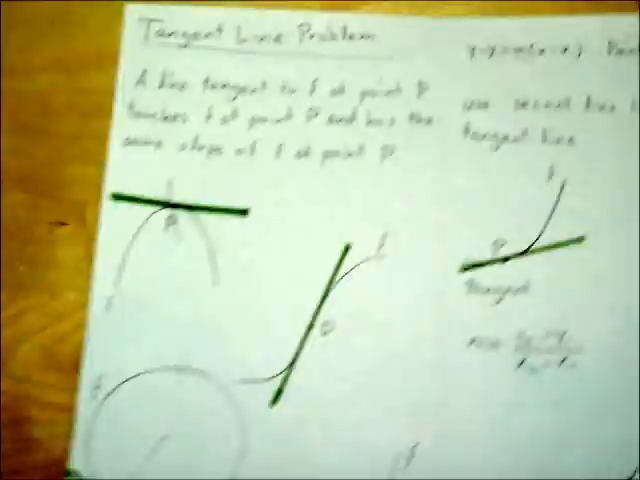 Tangent Line Problem
A line tangent to f at point P
touches f at point P and has the
same slope of f at point P
use second line
tangent line
f
P
f
P
f
P
f
Tangent
f